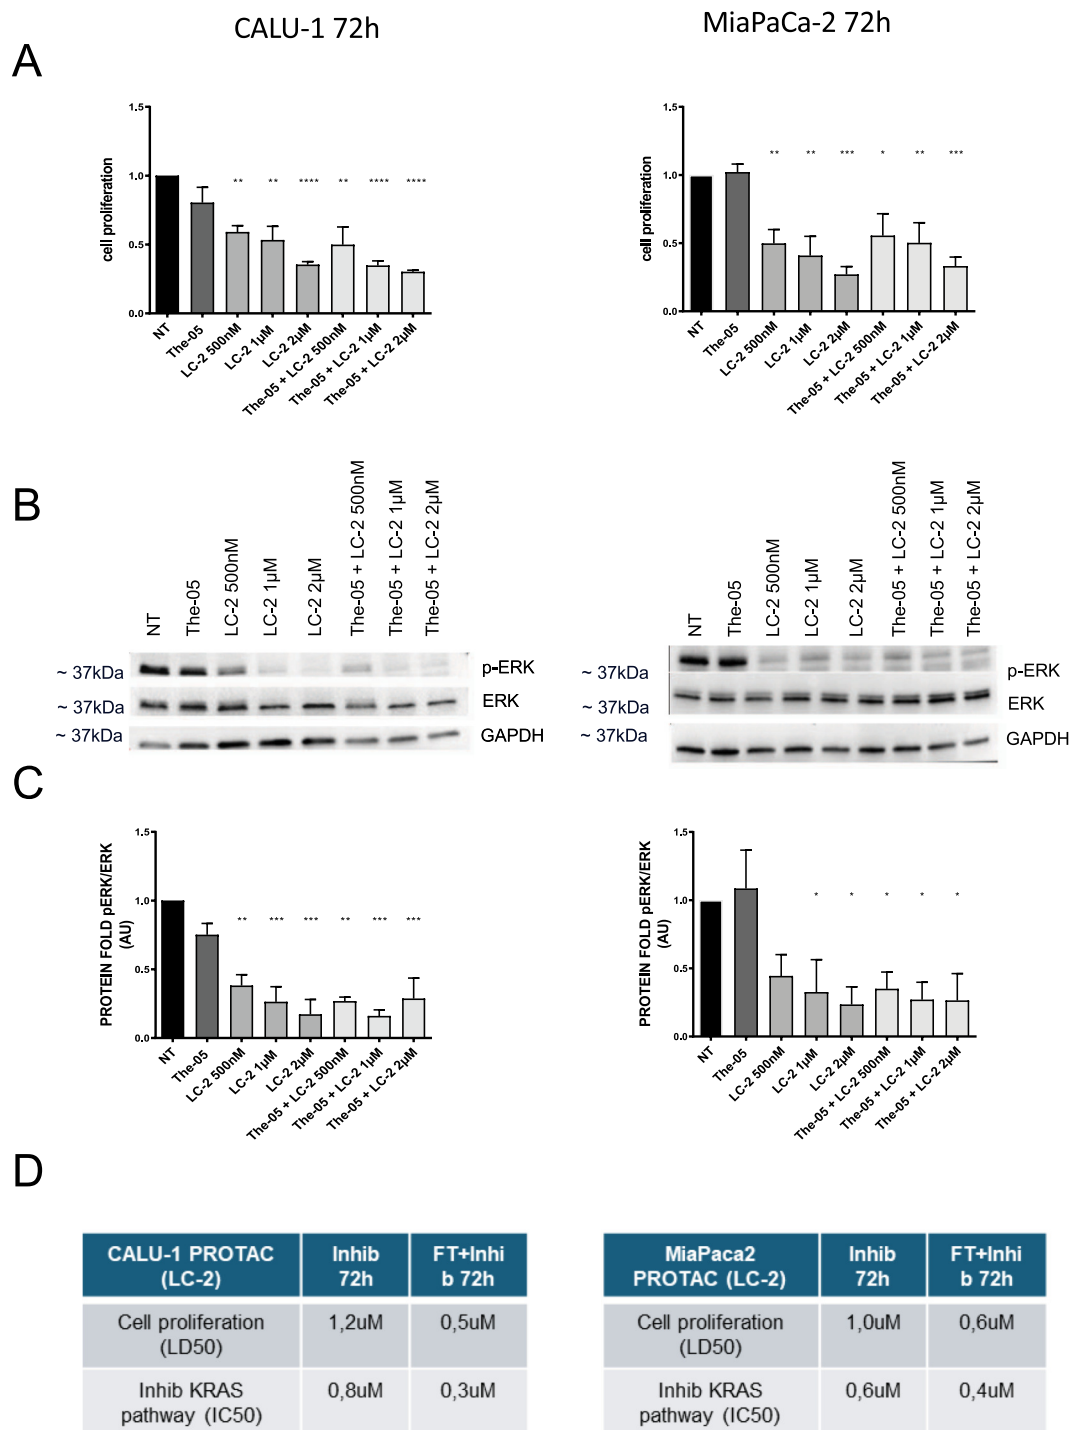 CALU-1 72h
MiaPaCa-2 72h
A
cell proliferation
1.5
1.0
0.5
0.0
** ** **** ** **** ****
NT
The-05
LC-2 500nM
LC-2 1µM
LC-2 2µM
The-05 + LC-2 500nM
The-05 + LC-2 1µM
The-05 + LC-2 2µM
cell proliferation
1.5
1.0
0.5
0.0
** ** *** * ** ***
NT
The-05
LC-2 500nM
LC-2 1µM
LC-2 2µM
The-05 + LC-2 500nM
The-05 + LC-2 1µM
The-05 + LC-2 2µM
B
NT
The-05
LC-2 500nM
LC-2 1µM
LC-2 2µM
The-05 + LC-2 500nM
The-05 + LC-2 1µM
The-05 + LC-2 2µM
~ 37kDa
p-ERK
~ 37kDa
ERK
~ 37kDa
GAPDH
NT
The-05
LC-2 500nM
LC-2 1µM
LC-2 2µM
The-05 + LC-2 500nM
The-05 + LC-2 1µM
The-05 + LC-2 2µM
~ 37kDa
p-ERK
~ 37kDa
ERK
~ 37kDa
GAPDH
C
PROTEIN FOLD pERK/ERK
(AU)
1.5
1.0
0.5
0.0
** *** *** ** *** ***
NT
The-05
LC-2 500nM
LC-2 1µM
LC-2 2µM
The-05 + LC-2 500nM
The-05 + LC-2 1µM
The-05 + LC-2 2µM
PROTEIN FOLD pERK/ERK
(AU)
1.5
1.0
0.5
0.0
* * * * *
NT
The-05
LC-2 500nM
LC-2 1µM
LC-2 2µM
The-05 + LC-2 500nM
The-05 + LC-2 1µM
The-05 + LC-2 2µM
D
CALU-1 PROTAC
(LC-2)
Inhib
72h
FT+Inhi
b 72h
Cell proliferation
(LD50)
1,2uM
0,5uM
Inhib KRAS
pathway (IC50)
0,8uM
0,3uM
MiaPaca2
PROTAC (LC-2)
Inhib
72h
FT+Inhi
b 72h
Cell proliferation
(LD50)
1,0uM
0,6uM
Inhib KRAS
pathway (IC50)
0,6uM
0,4uM